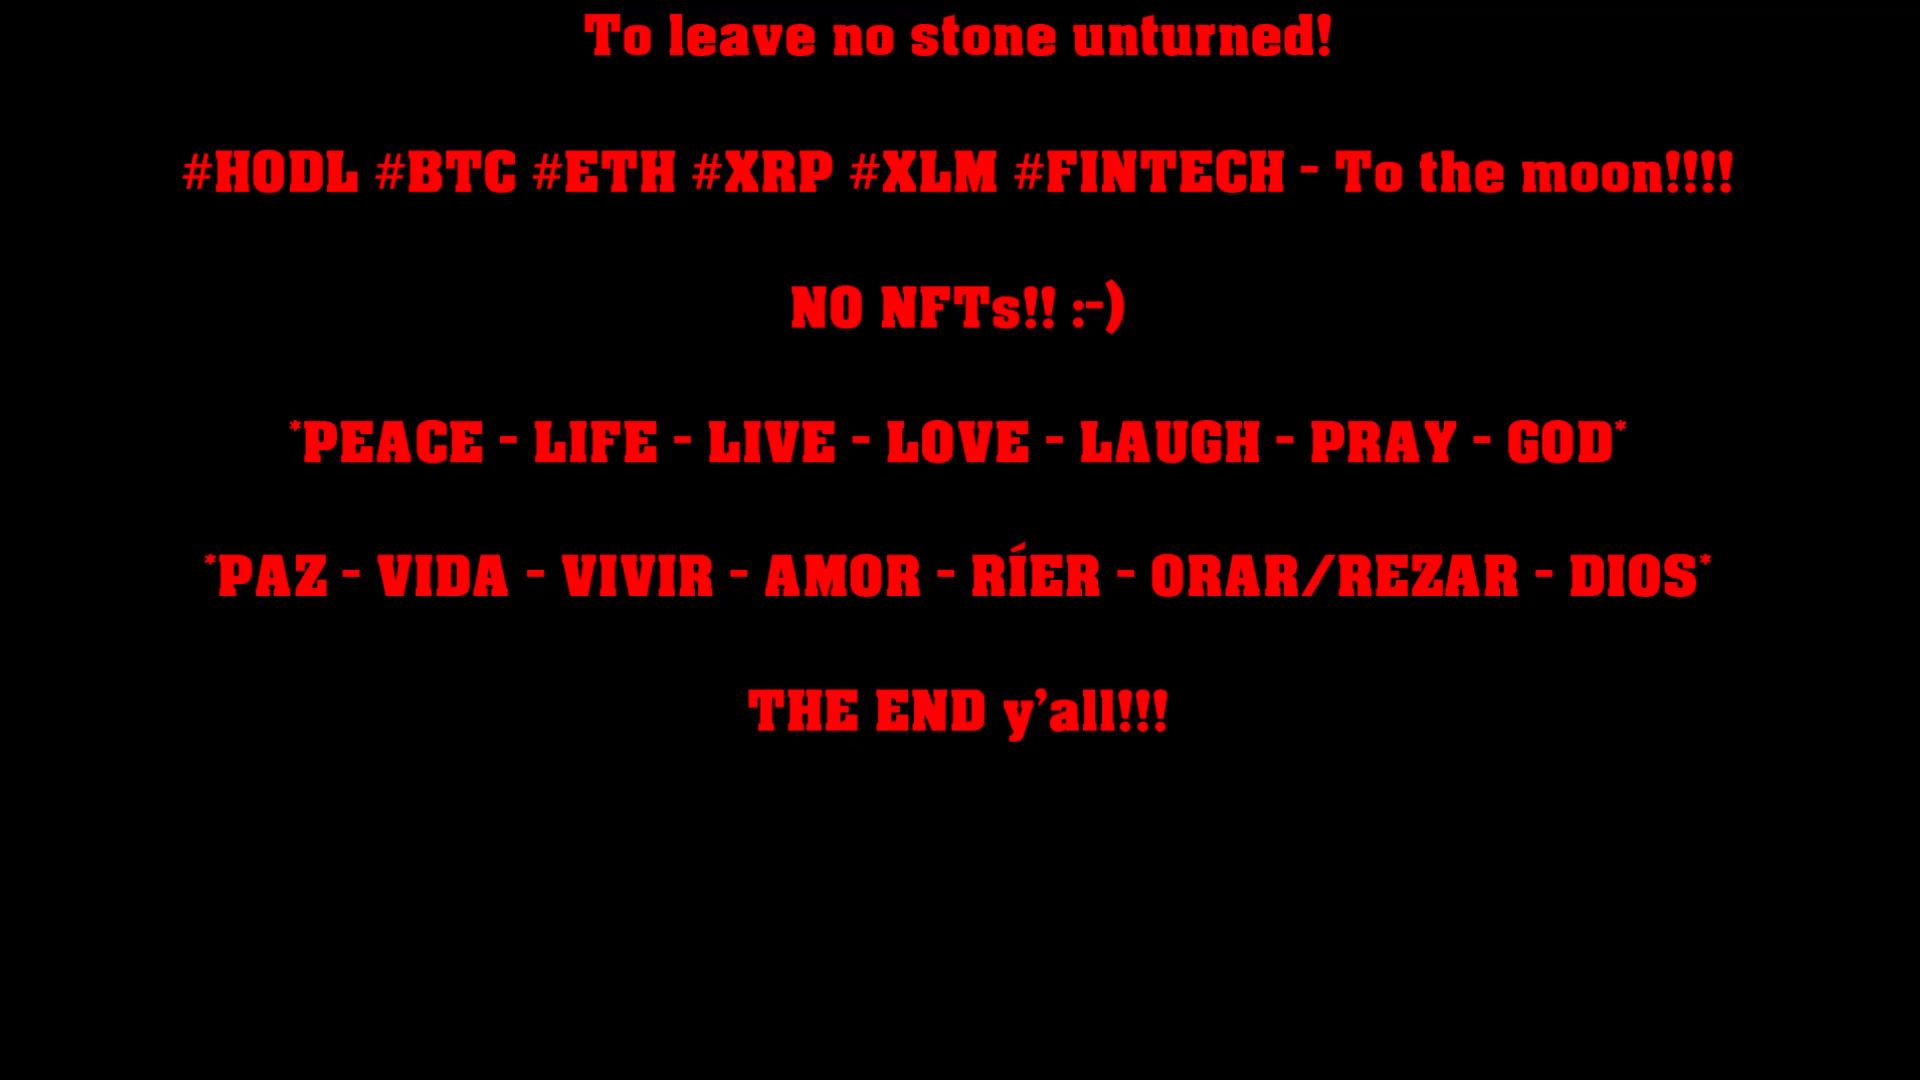 To leave no stone unturned!
#HODL #BTC #ETH #XRP #XLM #FINTECH - To the moon!!!!
NO NFTs!! :-)
*PEACE - LIFE - LIVE - LOVE - LAUGH - PRAY - GOD*
*PAZ - VIDA - VIVIR - AMOR - RÍER - ORAR/REZAR - DIOS*
THE END y’all!!!